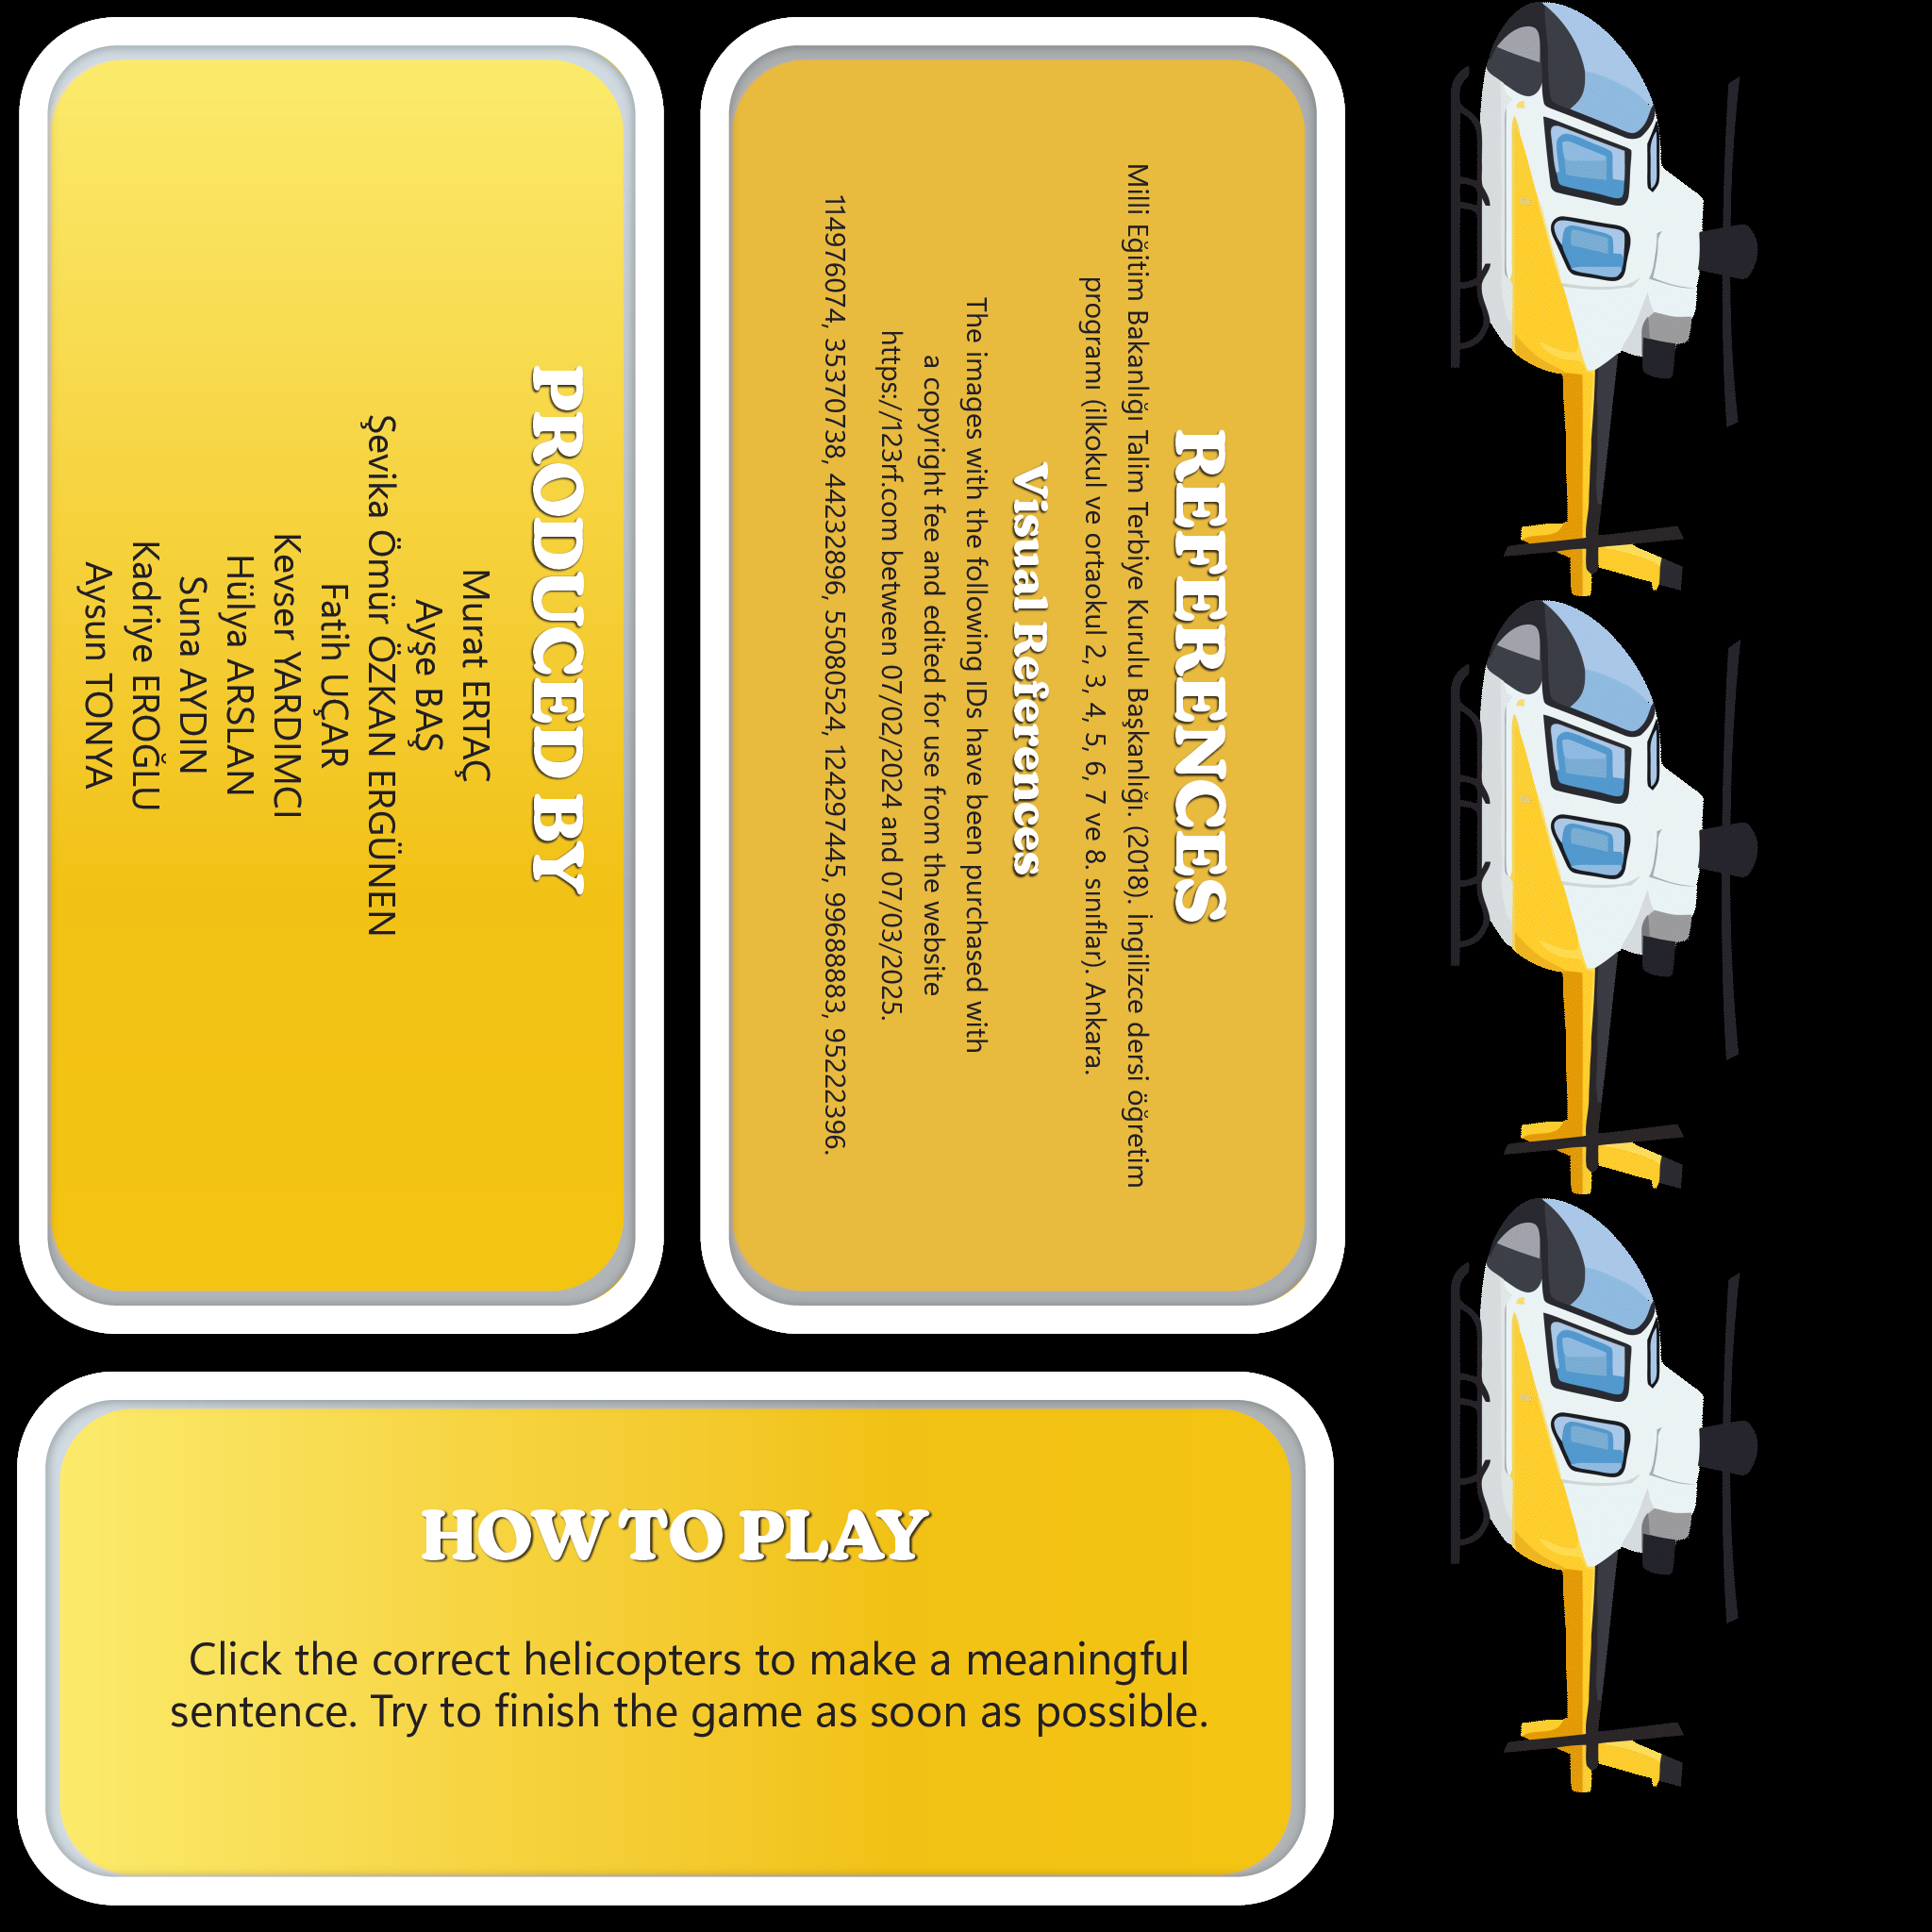 PRODUCED BY
Murat ERTAÇ
Ayşe BAŞ
Şevika Ömür ÖZKAN ERGÜNEN
Fatih UÇAR
Kevser YARDIMCI
Hülya ARSLAN
Suna AYDIN
Kadriye EROĞLU
Aysun TONYA
REFERENCES
Milli Eğitim Bakanlığı Talim Terbiye Kurulu Başkanlığı. (2018). İngilizce dersi öğretim
programı (ilkokul ve ortaokul 2, 3, 4, 5, 6, 7 ve 8. sınıflar). Ankara.
Visual References
The images with the following IDs have been purchased with
a copyright fee and edited for use from the website
https://123rf.com between 07/02/2024 and 07/03/2025.
114976074, 35370738, 44232896, 55080524, 124297445, 99688883, 95222396.
HOW TO PLAY
Click the correct helicopters to make a meaningful
sentence. Try to finish the game as soon as possible.